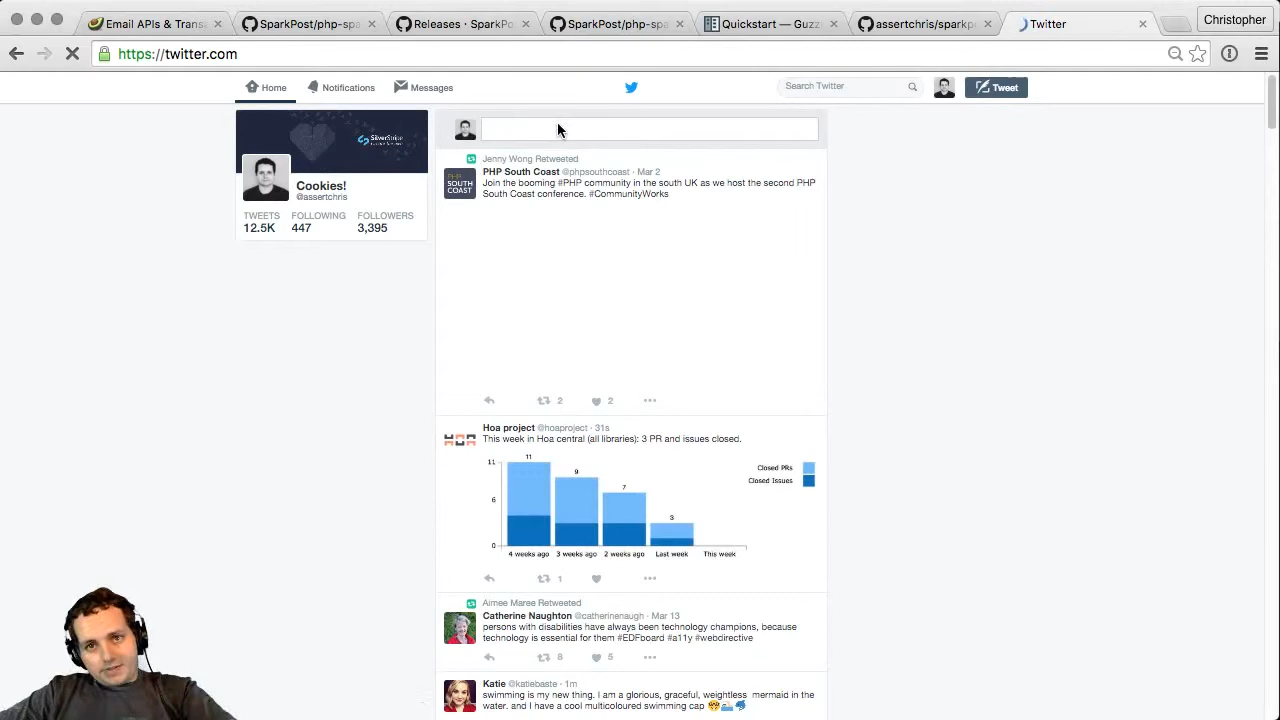 Email APIs & Transa
SparkPost/php-spa
Releases · SparkPo
SparkPost/php-spa
Quickstart — Guzz
assertchris/sparkp
Twitter
Christopher
https://twitter.com
Home
Notifications
Messages
Search Twitter
Tweet
SilverStripe
Cookies!
@assertchris
TWEETS FOLLOWING FOLLOWERS
12.5K 447 3,395
Jenny Wong Retweeted
PHP SOUTH COAST
PHP South Coast @phpsouthcoast · Mar 2
Join the booming #PHP community in the south UK as we host the second PHP
South Coast conference. #CommunityWorks
2 2
Hoa project @hoaproject · 31s
This week in Hoa central (all libraries): 3 PR and issues closed.
11
6
0
11
9
7
3
Closed PRs
Closed Issues
4 weeks ago 3 weeks ago 2 weeks ago Last week This week
1
Aimee Maree Retweeted
Catherine Naughton @catherinenaugh · Mar 13
persons with disabilities have always been technology champions, because
technology is essential for them #EDFboard #a11y #webdirective
8 5
Katie @katiebaste · 1m
swimming is my new thing. I am a glorious, graceful, weightless mermaid in the
water. and I have a cool multicoloured swimming cap